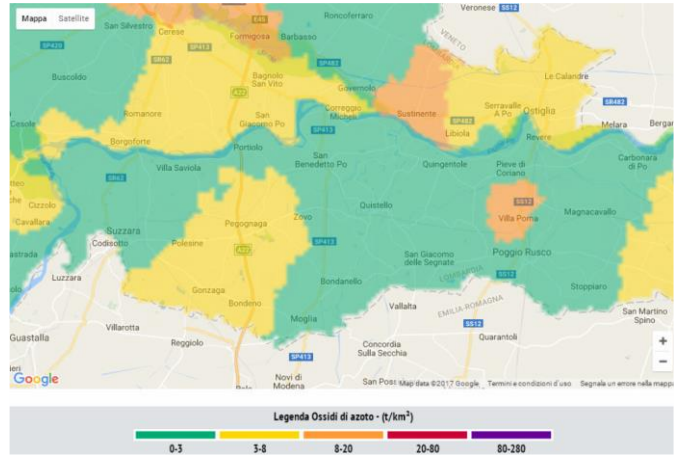 Mappa Satellite
San Silvestro
Cerese
E45
Formigosa
Barbasso
Roncoferraro
Veronese
SS12
VENETO
SP420
SR62
SP413
SP482
Buscoldo
Bagnolo
San Vito
Governolo
Le Calandre
A22
Romanore
San
Giacomo Po
Correggio
Micheli
Sustinente
Serravalle
A Po
Ostiglia
SR482
Cesole
SP413
SP482
Libiola
Melara
Bergan
Borgoforte
Portiolo
Revere
Villa Saviola
San
Benedetto Po
Quingentole
Pieve di
Coriano
Carbonara
di Po
SR62
Cizzolo
Cavallara
Suzzara
Pegognaga
Zovo
Quistello
SS12
Villa Poma
Magnacavallo
Codisotto
Polesine
A22
SP413
San Giacomo
delle Segnate
Poggio Rusco
Luzzara
Gonzaga
Bondeno
Bondanello
LOMBARDIA
SS12
Stoppiaro
EMILIA-ROMAGNA
Vallalta
San Martino
Spino
Villarotta
Moglia
SS12
Guastalla
Reggiolo
SP413
Concordia
Sulla Secchia
Quarantoli
+
−
Novi di
Modena
San Pos
Google
Map data ©2017 Google
Termini e condizioni d'uso
Segnala un errore nella mappa
Legenda Ossidi di azoto - (t/km²)
0-3 3-8 8-20 20-80 80-280